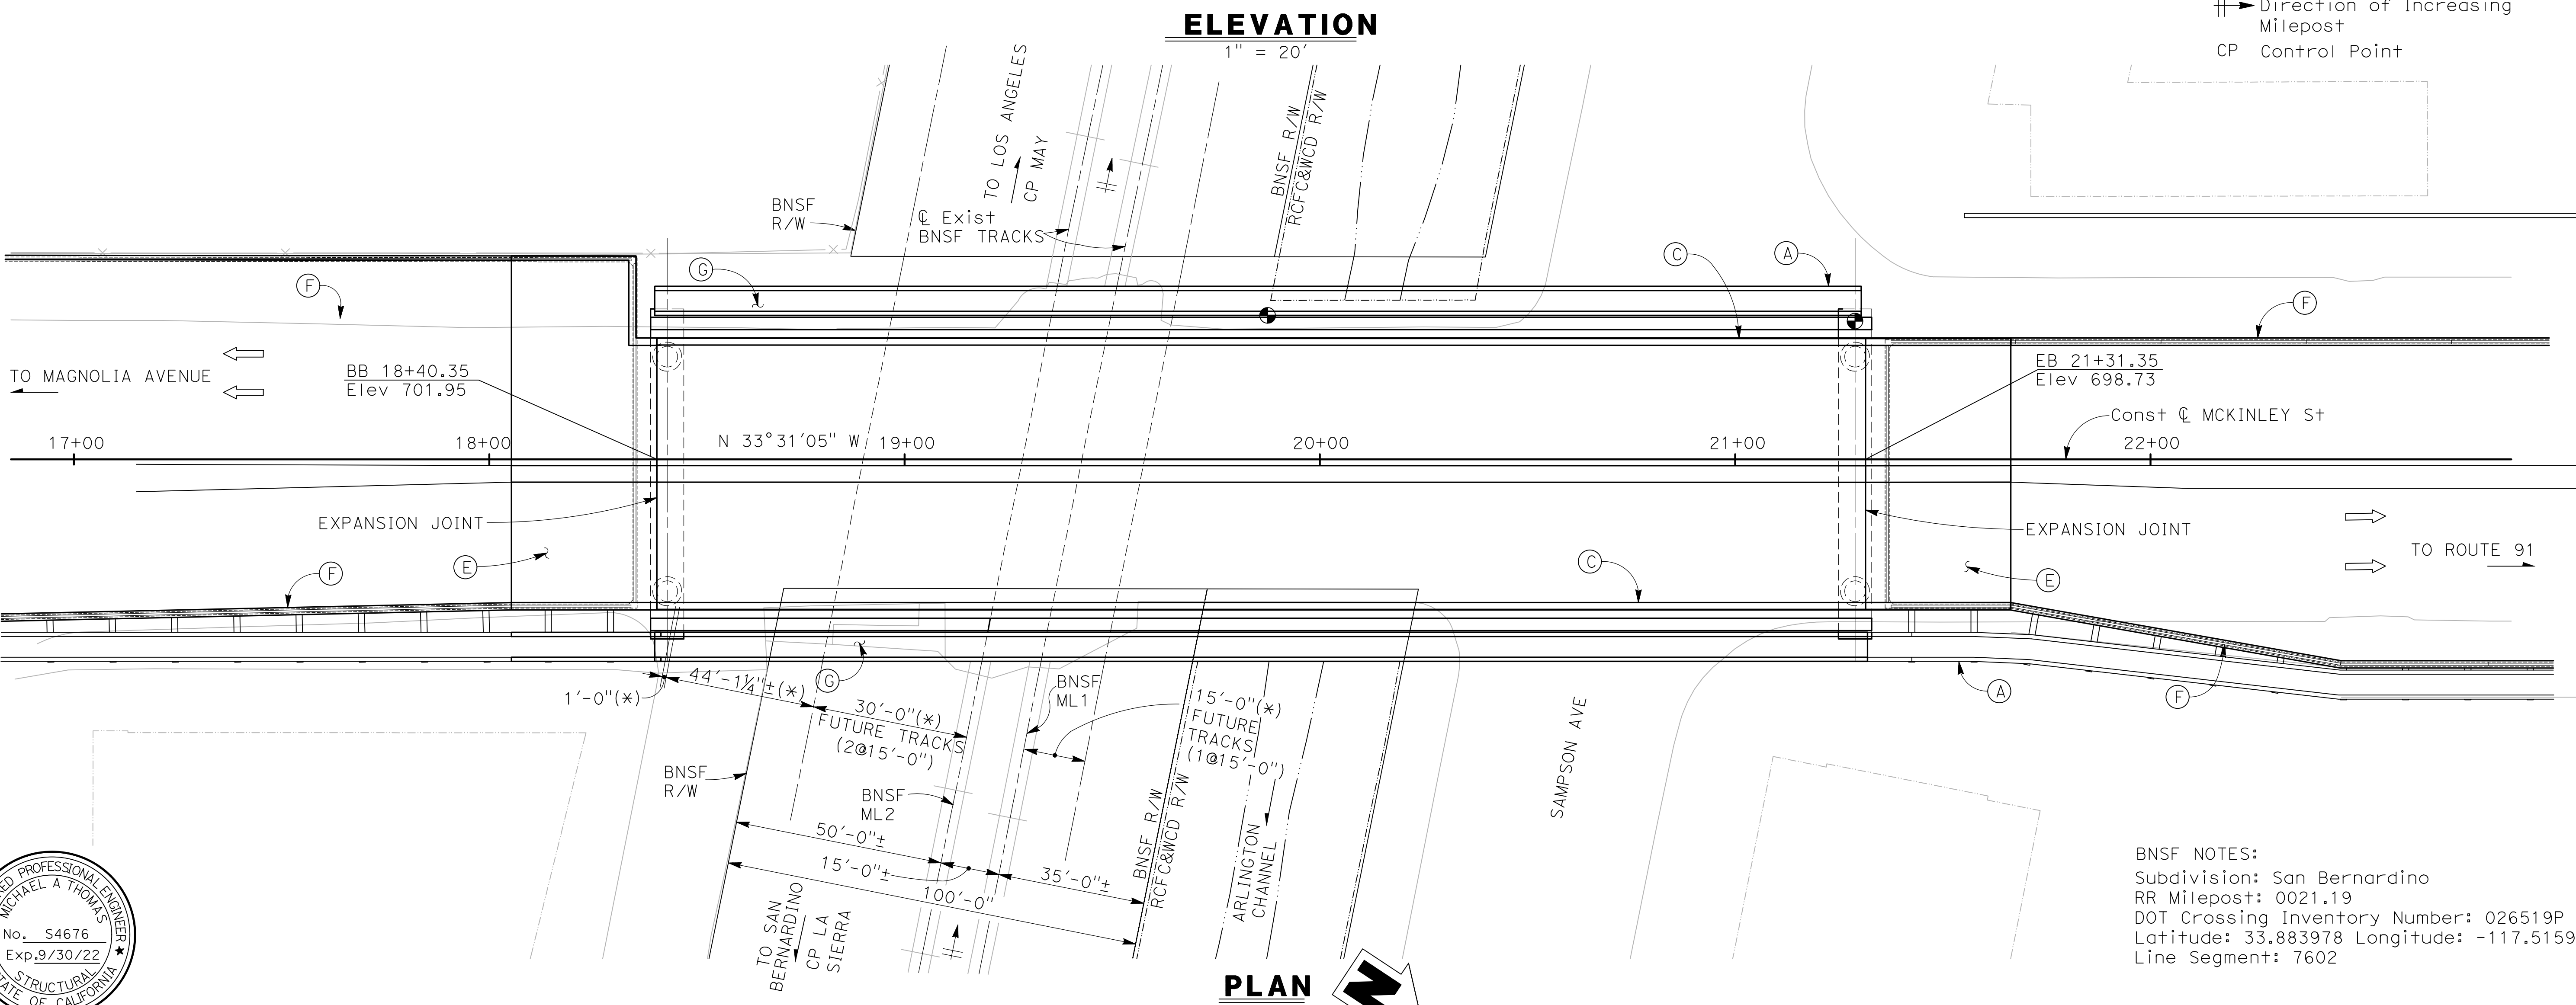 ELEVATION
1" = 20'
Direction of Increasing
Milepost
CP Control Point
TO LOS ANGELES
CP MAY
BNSF R/W
RCFC&WCD R/W
BNSF
R/W
℄ Exist
BNSF TRACKS
G
C
A
F
F
TO MAGNOLIA AVENUE
BB 18+40.35
Elev 701.95
EB 21+31.35
Elev 698.73
Const ℄ MCKINLEY St
17+00
18+00
N 33°31'05" W
19+00
20+00
21+00
22+00
EXPANSION JOINT
EXPANSION JOINT
TO ROUTE 91
F
E
C
E
G
A
F
1'-0"(*)
44'-1¼"±(*)
30'-0"(*)
FUTURE TRACKS
(2@15'-0")
BNSF
ML1
15'-0"(*)
FUTURE
TRACKS
(1@15'-0")
BNSF
R/W
BNSF
ML2
SAMPSON AVE
50'-0"±
15'-0"±
35'-0"±
100'-0"
BNSF R/W
RCFC&WCD R/W
ARLINGTON
CHANNEL
TO SAN
BERNARDINO
CP LA
SIERRA
PLAN
N
MICHAEL A THOMAS
PROFESSIONAL ENGINEER
No. S4676
Exp.9/30/22
STRUCTURAL
STATE OF CALIFORNIA
BNSF NOTES:
Subdivision: San Bernardino
RR Milepost: 0021.19
DOT Crossing Inventory Number: 026519P
Latitude: 33.883978 Longitude: -117.5159
Line Segment: 7602